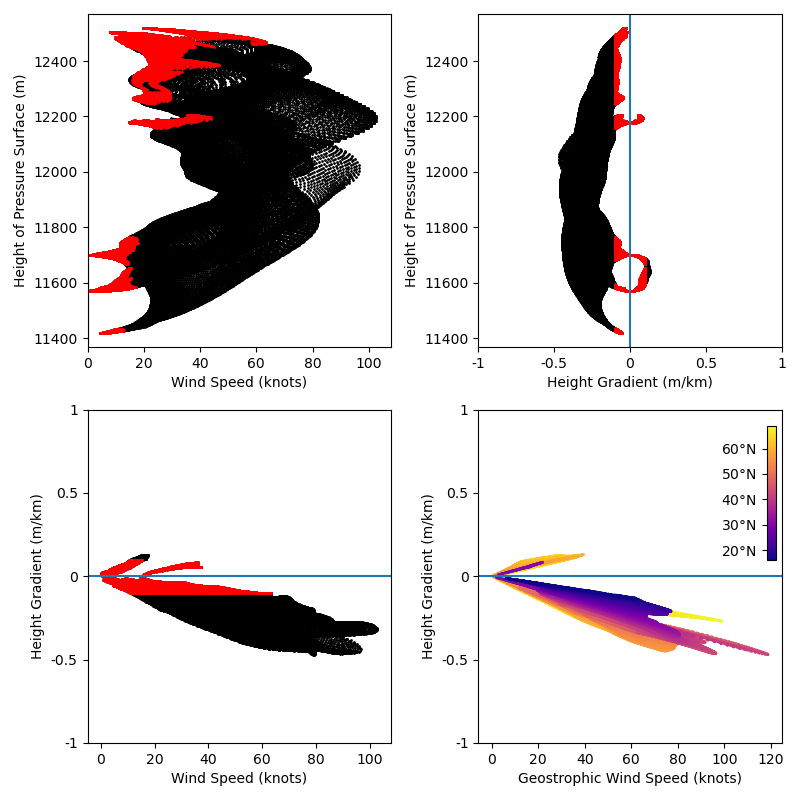 12400
12200
12000
11800
11600
11400
Height of Pressure Surface (m)
0 20 40 60 80 100
Wind Speed (knots)
12400
12200
12000
11800
11600
11400
Height of Pressure Surface (m)
-1 -0.5 0 0.5 1
Height Gradient (m/km)
1
0.5
0
-0.5
-1
Height Gradient (m/km)
0 20 40 60 80 100
Wind Speed (knots)
1
0.5
0
-0.5
-1
Height Gradient (m/km)
60°N
50°N
40°N
30°N
20°N
0 20 40 60 80 100 120
Geostrophic Wind Speed (knots)